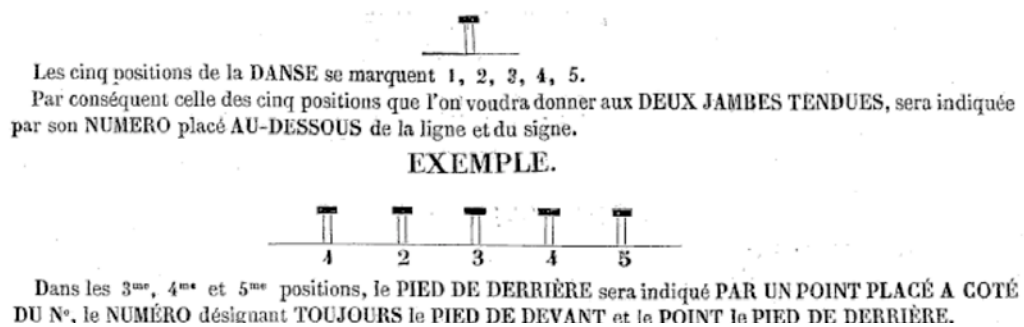 Les cinq positions de la DANSE se marquent 1, 2, 3, 4, 5.
Par conséquent celle des cinq positions que l'on voudra donner aux DEUX JAMBES TENDUES, sera indiquée
par son NUMERO placé AU-DESSOUS de la ligne et du signe.
EXEMPLE.
1 2 3 4 5
Dans les 3me, 4me et 5me positions, le PIED DE DERRIÈRE sera indiqué PAR UN POINT PLACÉ A COTÉ
DU No, le NUMÉRO désignant TOUJOURS le PIED DE DEVANT et le POINT le PIED DE DERRIÈRE.